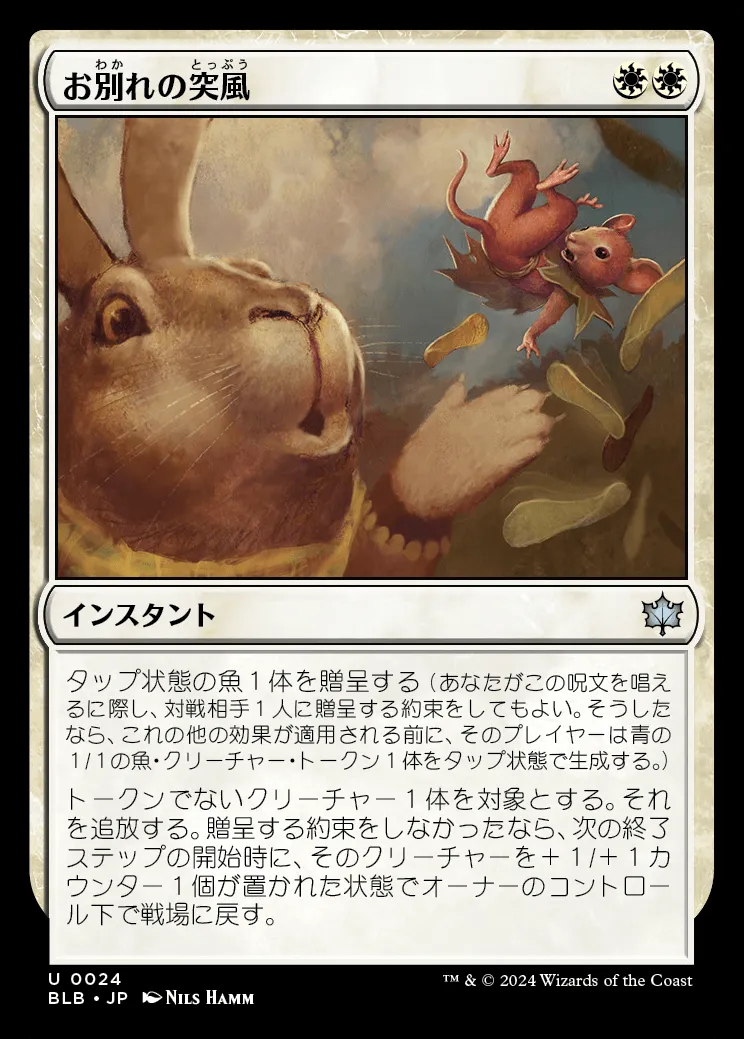 お別れの突風
わか とっぷう
インスタント
タップ状態の魚１体を贈呈する（あなたがこの呪文を唱え
るに際し、対戦相手１人に贈呈する約束をしてもよい。そうした
なら、これの他の効果が適用される前に、そのプレイヤーは青の
１/１の魚・クリーチャー・トークン１体をタップ状態で生成する。）
トークンでないクリーチャー１体を対象とする。それ
を追放する。贈呈する約束をしなかったなら、次の終了
ステップの開始時に、そのクリーチャーを＋１/＋１カ
ウンター１個が置かれた状態でオーナーのコントロー
ル下で戦場に戻す。
U 0024
BLB • JP NILS HAMM
™ & © 2024 Wizards of the Coast